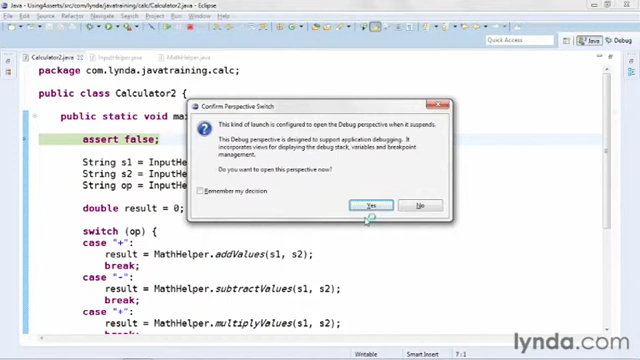 Java - UsingAsserts/src/com/lynda/javatraining/calc/Calculator2.java - Eclipse
File Edit Source Refactor Navigate Search Project Run Window Help
Quick Access
Java
Debug
Calculator2.java
InputHelper.java
MathHelper.java
package com.lynda.javatraining.calc;
public class Calculator2 {
public static void mai
assert false;
String s1 = InputHe
String s2 = InputHe
String op = InputHe
double result = 0;
switch (op) {
case "+":
result = MathHelper.addValues(s1, s2);
break;
case "-":
result = MathHelper.subtractValues(s1, s2);
break;
case "*":
result = MathHelper.multiplyValues(s1, s2);
break;
Confirm Perspective Switch
This kind of launch is configured to open the Debug perspective when it suspends.
This Debug perspective is designed to support application debugging. It
incorporates views for displaying the debug stack, variables and breakpoint
management.
Do you want to open this perspective now?
Remember my decision
Yes
No
Writable
Smart Insert
7 : 1
lynda.com